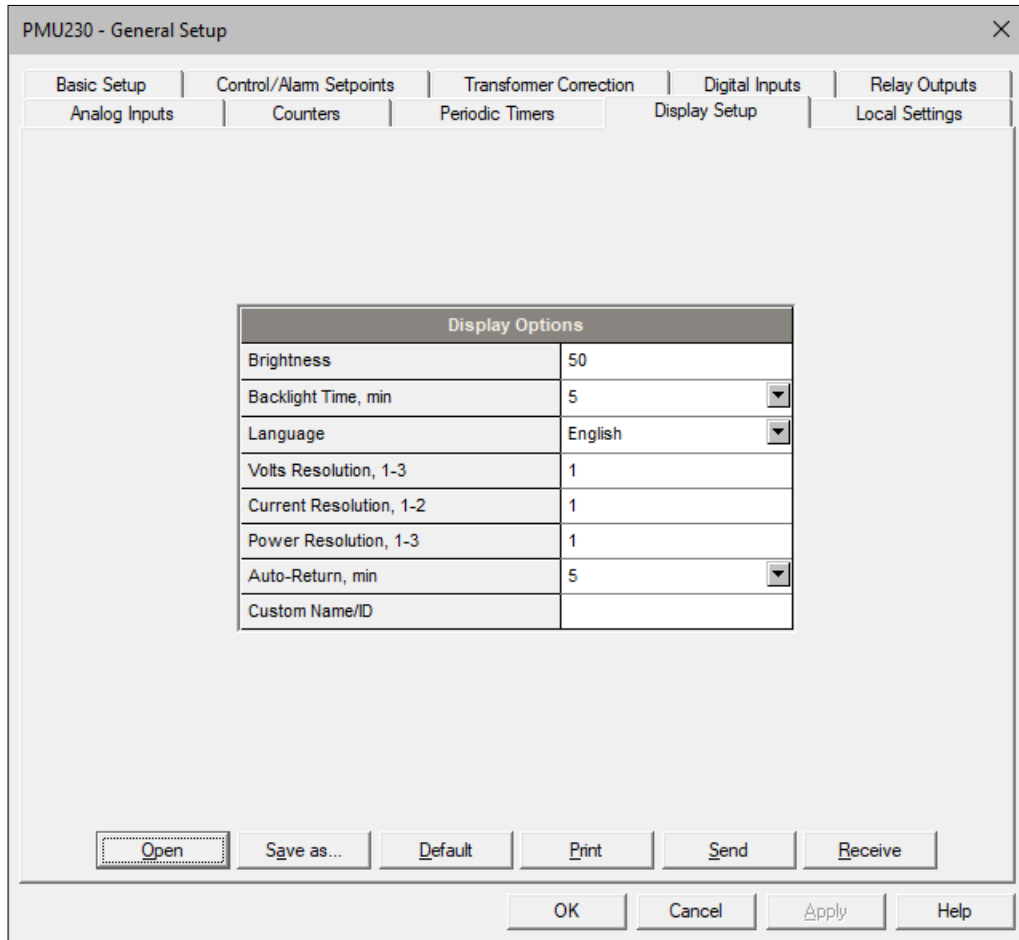 PMU230 - General Setup
Basic Setup Control/Alarm Setpoints Transformer Correction Digital Inputs Relay Outputs
Analog Inputs Counters Periodic Timers Display Setup Local Settings
Display Options
Brightness 50
Backlight Time, min 5
Language English
Volts Resolution, 1-3 1
Current Resolution, 1-2 1
Power Resolution, 1-3 1
Auto-Return, min 5
Custom Name/ID
Open Save as... Default Print Send Receive
OK Cancel Apply Help